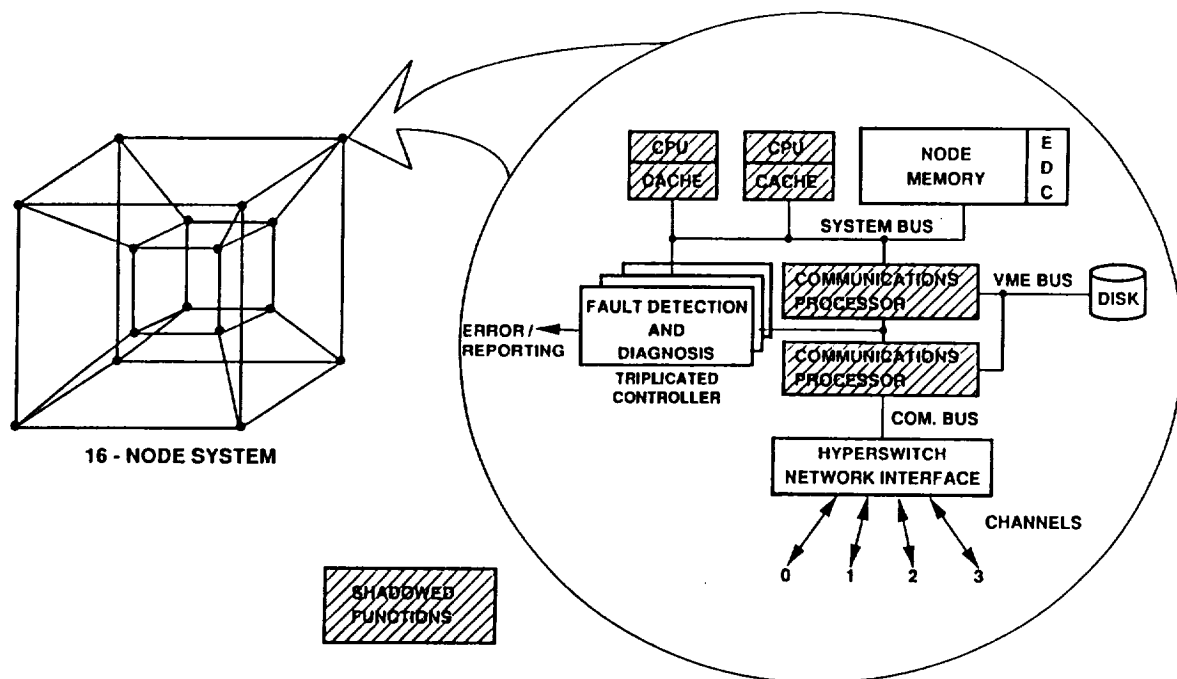 CPU
CACHE
CPU
CACHE
NODE
MEMORY
E
D
C
SYSTEM BUS
COMMUNICATIONS
PROCESSOR
VME BUS
DISK
FAULT DETECTION
AND
DIAGNOSIS
ERROR /
REPORTING
TRIPLICATED
CONTROLLER
COMMUNICATIONS
PROCESSOR
COM. BUS
16 - NODE SYSTEM
HYPERSWITCH
NETWORK INTERFACE
CHANNELS
0 1 2 3
SHADOWED
FUNCTIONS